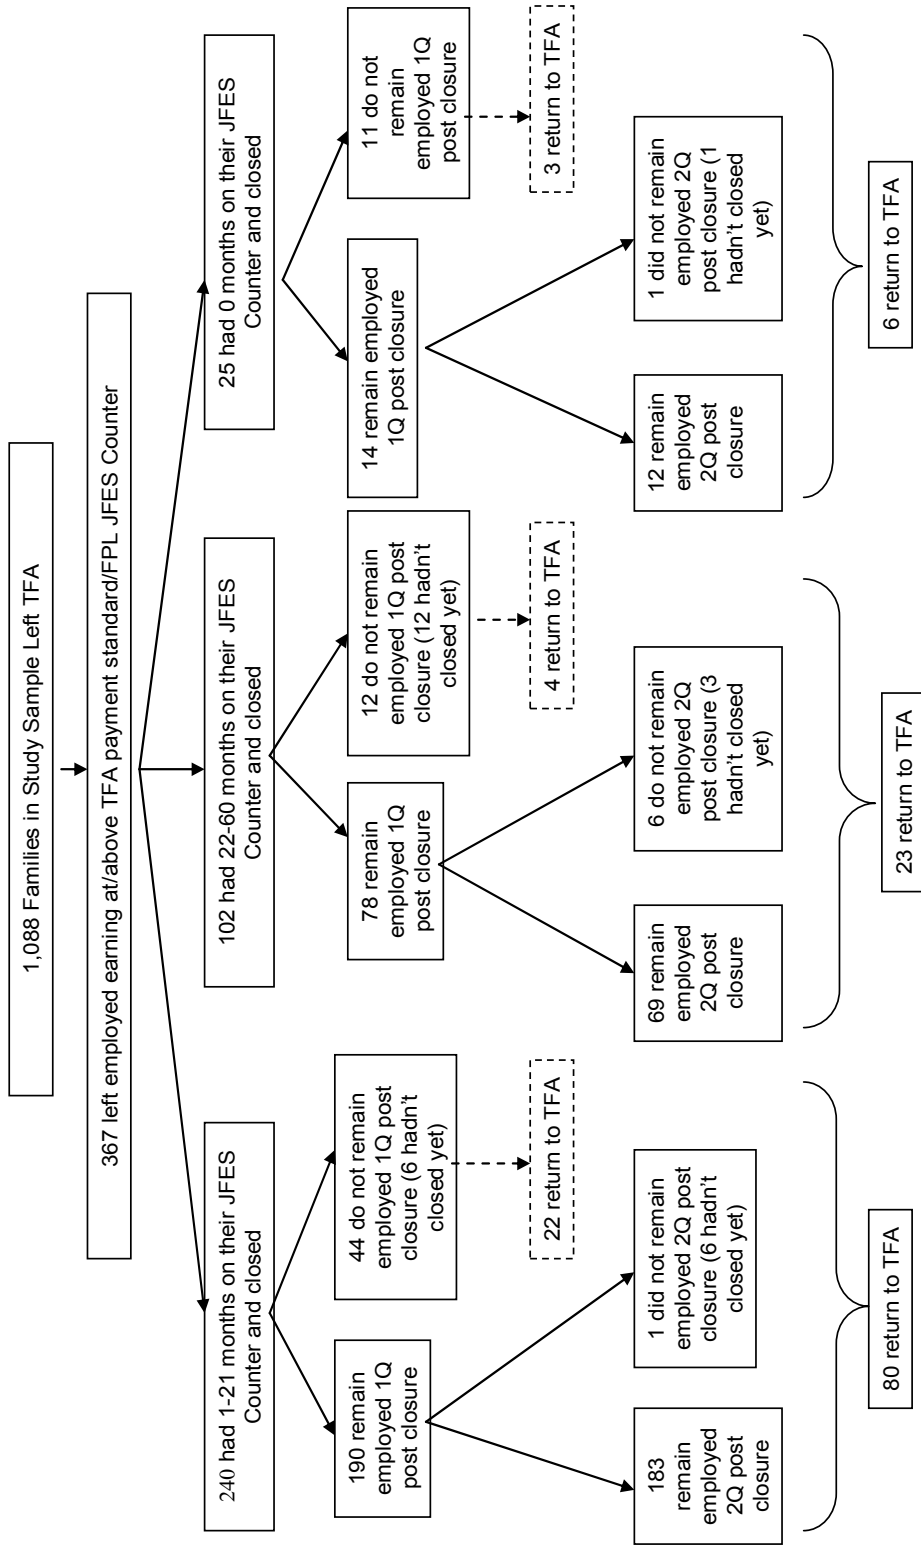 1,088 Families in Study Sample Left TFA
367 left employed earning at/above TFA payment standard/FPL JFES Counter
240 had 1-21 months on their JFES
Counter and closed
102 had 22-60 months on their JFES
Counter and closed
25 had 0 months on their JFES
Counter and closed
190 remain
employed 1Q
post closure
44 do not remain
employed 1Q post
closure (6 hadn't
closed yet)
78 remain
employed 1Q
post closure
12 do not remain
employed 1Q post
closure (12 hadn't
closed yet)
14 remain employed
1Q post closure
11 do not
remain
employed 1Q
post closure
22 return to TFA
4 return to TFA
3 return to TFA
183
remain
employed
2Q post
closure
1 did not remain
employed 2Q post
closure (6 hadn't
closed yet)
69 remain
employed
2Q post
closure
6 do not remain
employed 2Q
post closure (3
hadn't closed
yet)
12 remain
employed
2Q post
closure
1 did not remain
employed 2Q
post closure (1
hadn't closed
yet)
80 return to TFA
23 return to TFA
6 return to TFA